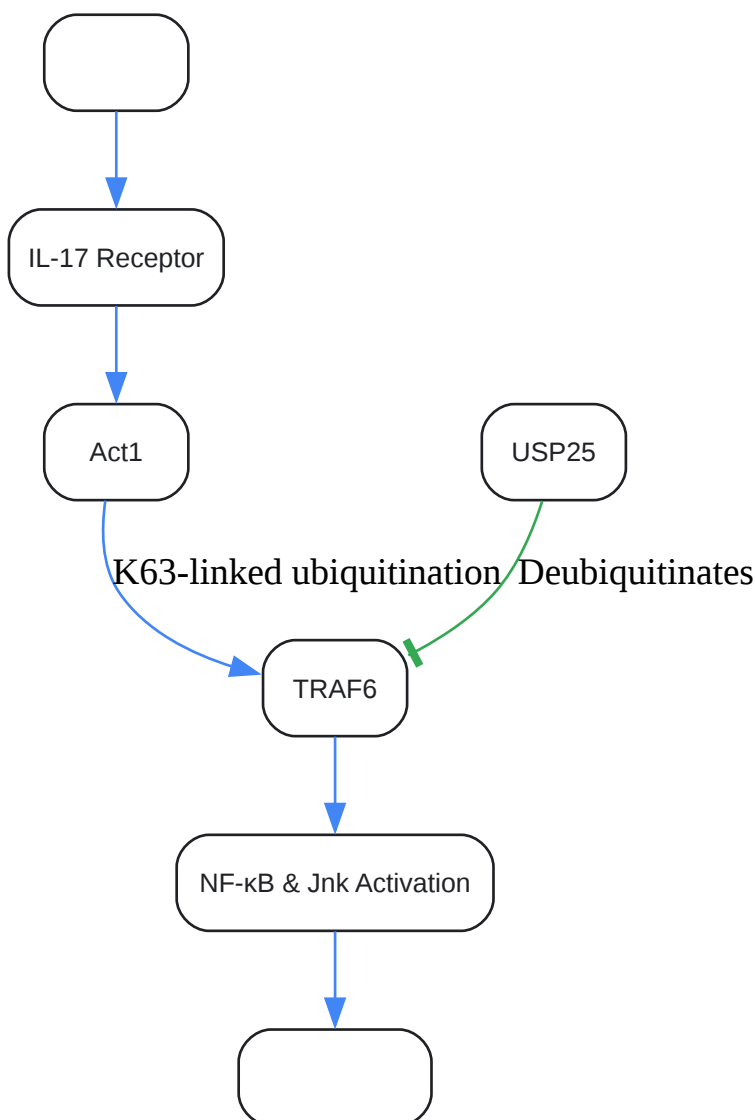 IL-17 Receptor
Act1
USP25
K63-linked ubiquitination
Deubiquitinates
TRAF6
NF-κB & Jnk Activation